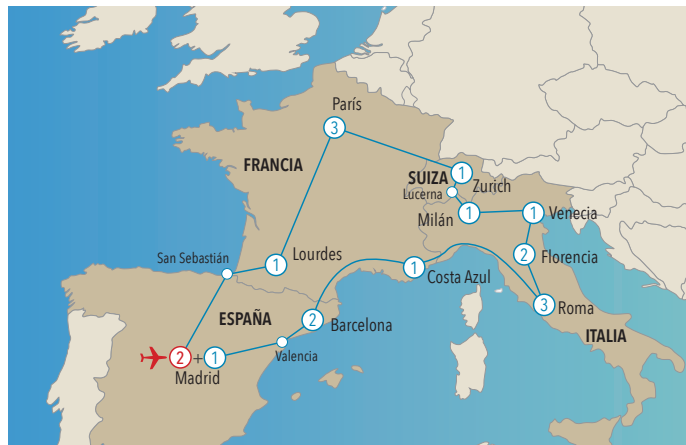 París
3
FRANCIA
SUIZA
1
Zurich
Lucerna
Milán
1
1
Venecia
San Sebastián
1
Lourdes
2
Florencia
1
Costa Azul
ESPAÑA
2
Barcelona
3
Roma
ITALIA
Valencia
2 + 1
Madrid